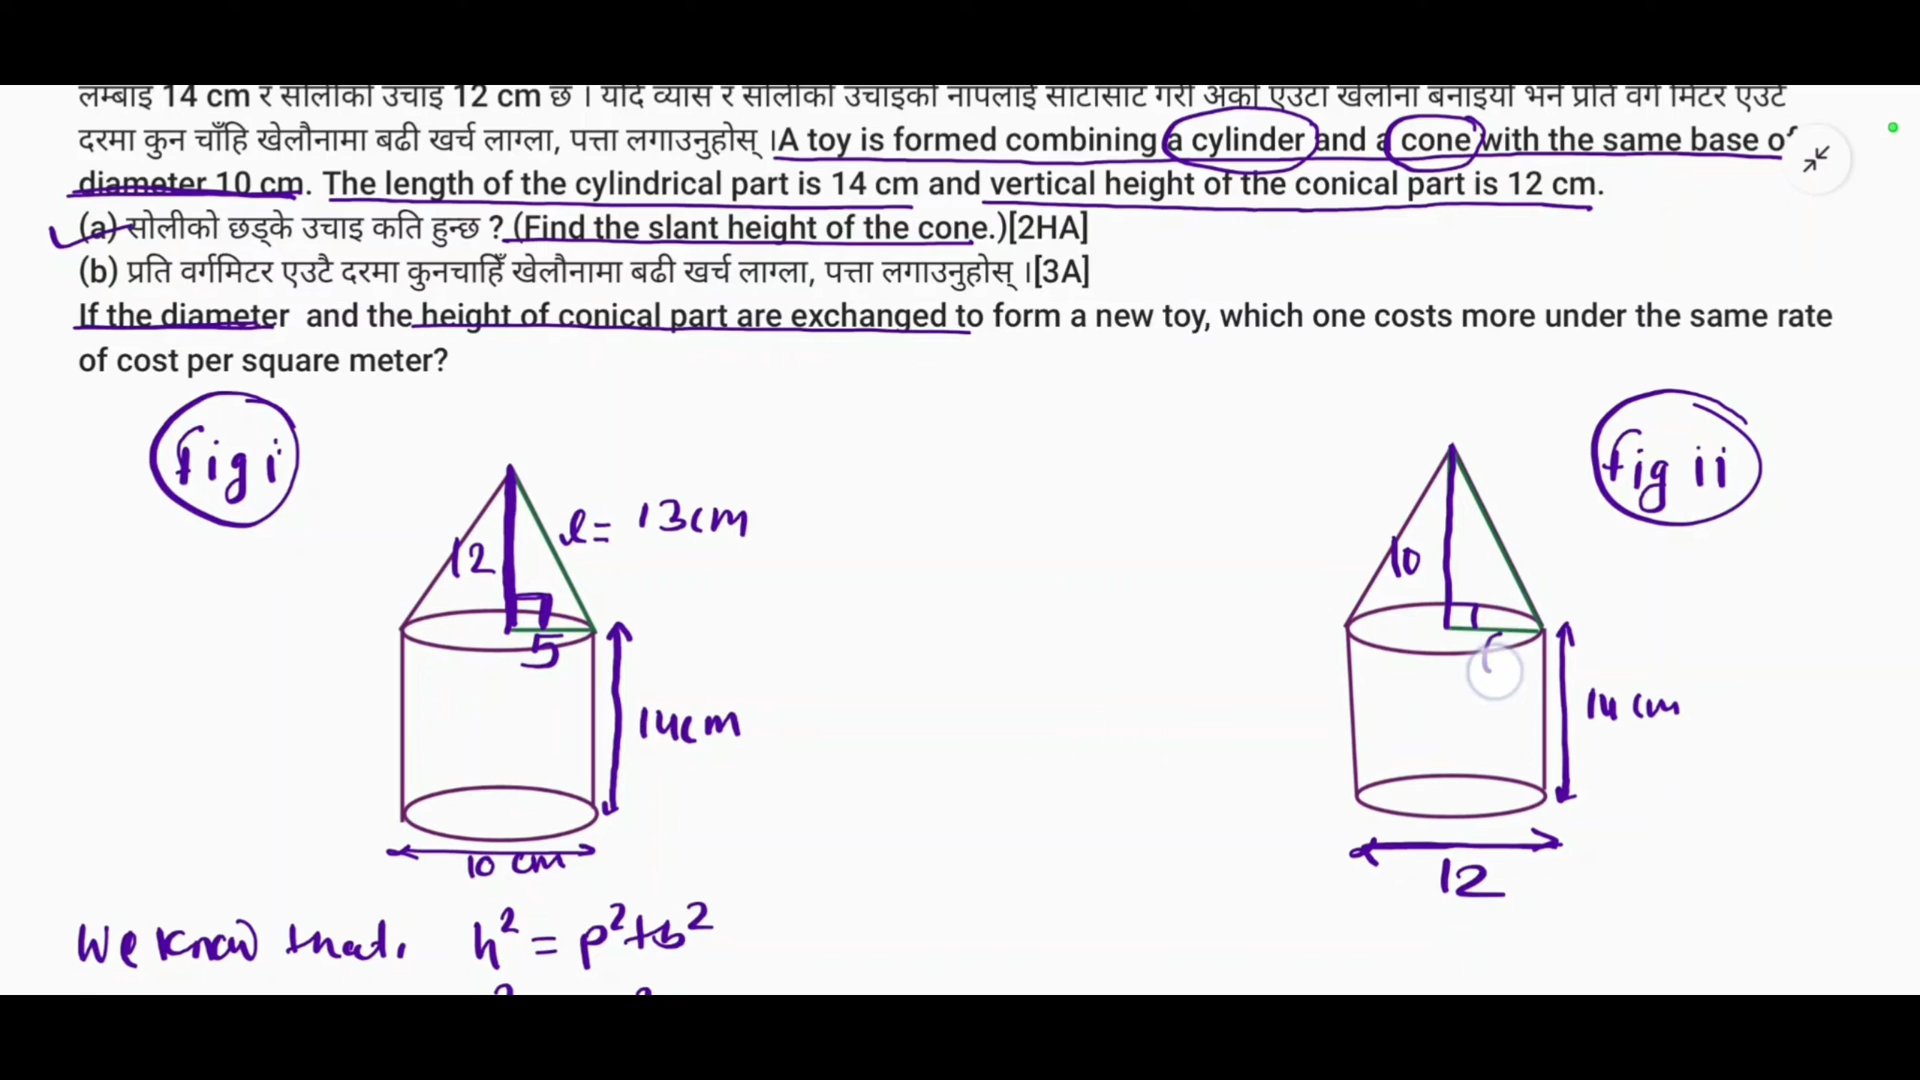 लम्बाइ 14 cm र सोलीको उचाइ 12 cm छ । यदि व्यास र सोलीको उचाइको नापलाई साटासाट गरी अर्को एउटा खेलौना बनाइयो भने प्रति वर्ग मिटर एउटै
दरमा कुन चाँहि खेलौनामा बढी खर्च लाग्ला, पत्ता लगाउनुहोस् ।A toy is formed combining a cylinder and a cone with the same base of
diameter 10 cm. The length of the cylindrical part is 14 cm and vertical height of the conical part is 12 cm.
(a) सोलीको छड्के उचाइ कति हुन्छ ? (Find the slant height of the cone.)[2HA]
(b) प्रति वर्गमिटर एउटै दरमा कुनचाहिँ खेलौनामा बढी खर्च लाग्ला, पत्ता लगाउनुहोस् ।[3A]
If the diameter and the height of conical part are exchanged to form a new toy, which one costs more under the same rate
of cost per square meter?
fig i
fig ii
l= 13cm
12
10
5
14cm
14 cm
10 cm
12
We know that, h² = p²+b²